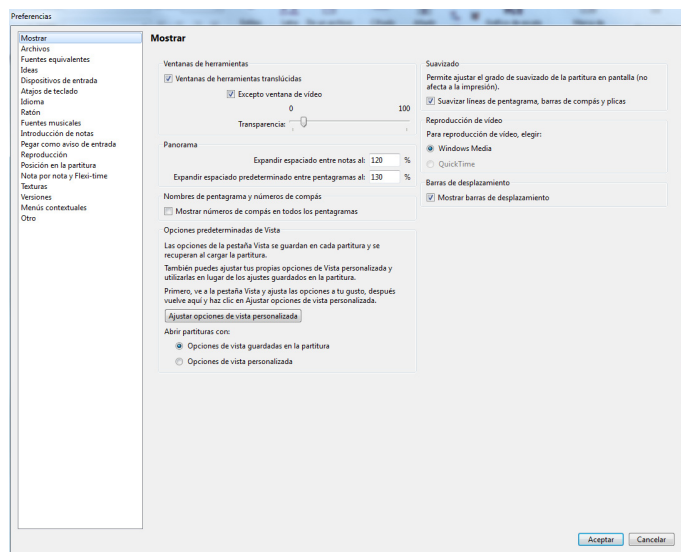 Preferencias
Mostrar
Archivos
Fuentes equivalentes
Ideas
Dispositivos de entrada
Atajos de teclado
Idioma
Ratón
Fuentes musicales
Introducción de notas
Pegar como aviso de entrada
Reproducción
Posición en la partitura
Nota por nota y Flexi-time
Texturas
Versiones
Menús contextuales
Otro
Mostrar
Ventanas de herramientas
Ventanas de herramientas translúcidas
Excepto ventana de vídeo
0 100
Transparencia:
Panorama
Expandir espaciado entre notas al: 120 %
Expandir espaciado predeterminado entre pentagramas al: 130 %
Nombres de pentagrama y números de compás
Mostrar números de compás en todos los pentagramas
Opciones predeterminadas de Vista
Las opciones de la pestaña Vista se guardan en cada partitura y se
recuperan al cargar la partitura.
También puedes ajustar tus propias opciones de Vista personalizada y
utilizarlas en lugar de los ajustes guardados en la partitura.
Primero, ve a la pestaña Vista y ajusta las opciones a tu gusto, después
vuelve aquí y haz clic en Ajustar opciones de vista personalizada.
Ajustar opciones de vista personalizada
Abrir partituras con:
Opciones de vista guardadas en la partitura
Opciones de vista personalizada
Suavizado
Permite ajustar el grado de suavizado de la partitura en pantalla (no
afecta a la impresión).
Suavizar líneas de pentagrama, barras de compás y plicas
Reproducción de vídeo
Para reproducción de vídeo, elegir:
Windows Media
QuickTime
Barras de desplazamiento
Mostrar barras de desplazamiento
Aceptar
Cancelar